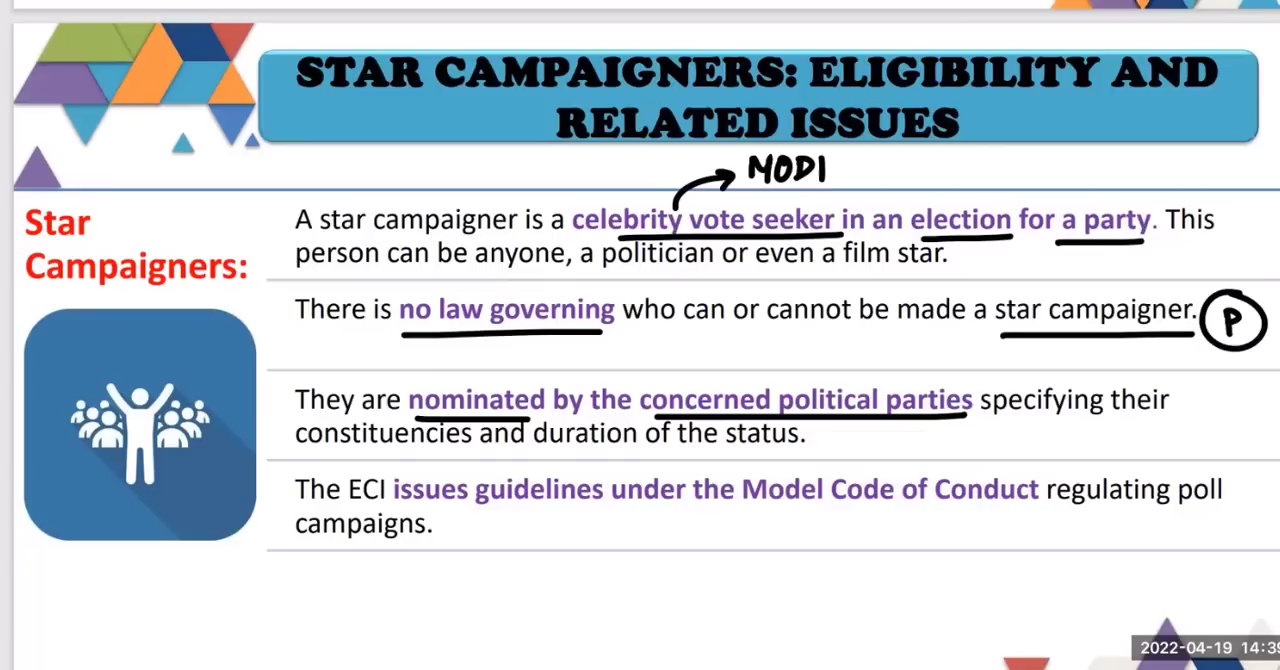 STAR CAMPAIGNERS: ELIGIBILITY AND
RELATED ISSUES
MODI
Star
Campaigners:
A star campaigner is a celebrity vote seeker in an election for a party. This
person can be anyone, a politician or even a film star.
There is no law governing who can or cannot be made a star campaigner.
P
They are nominated by the concerned political parties specifying their
constituencies and duration of the status.
The ECI issues guidelines under the Model Code of Conduct regulating poll
campaigns.
2022-04-19 14:39